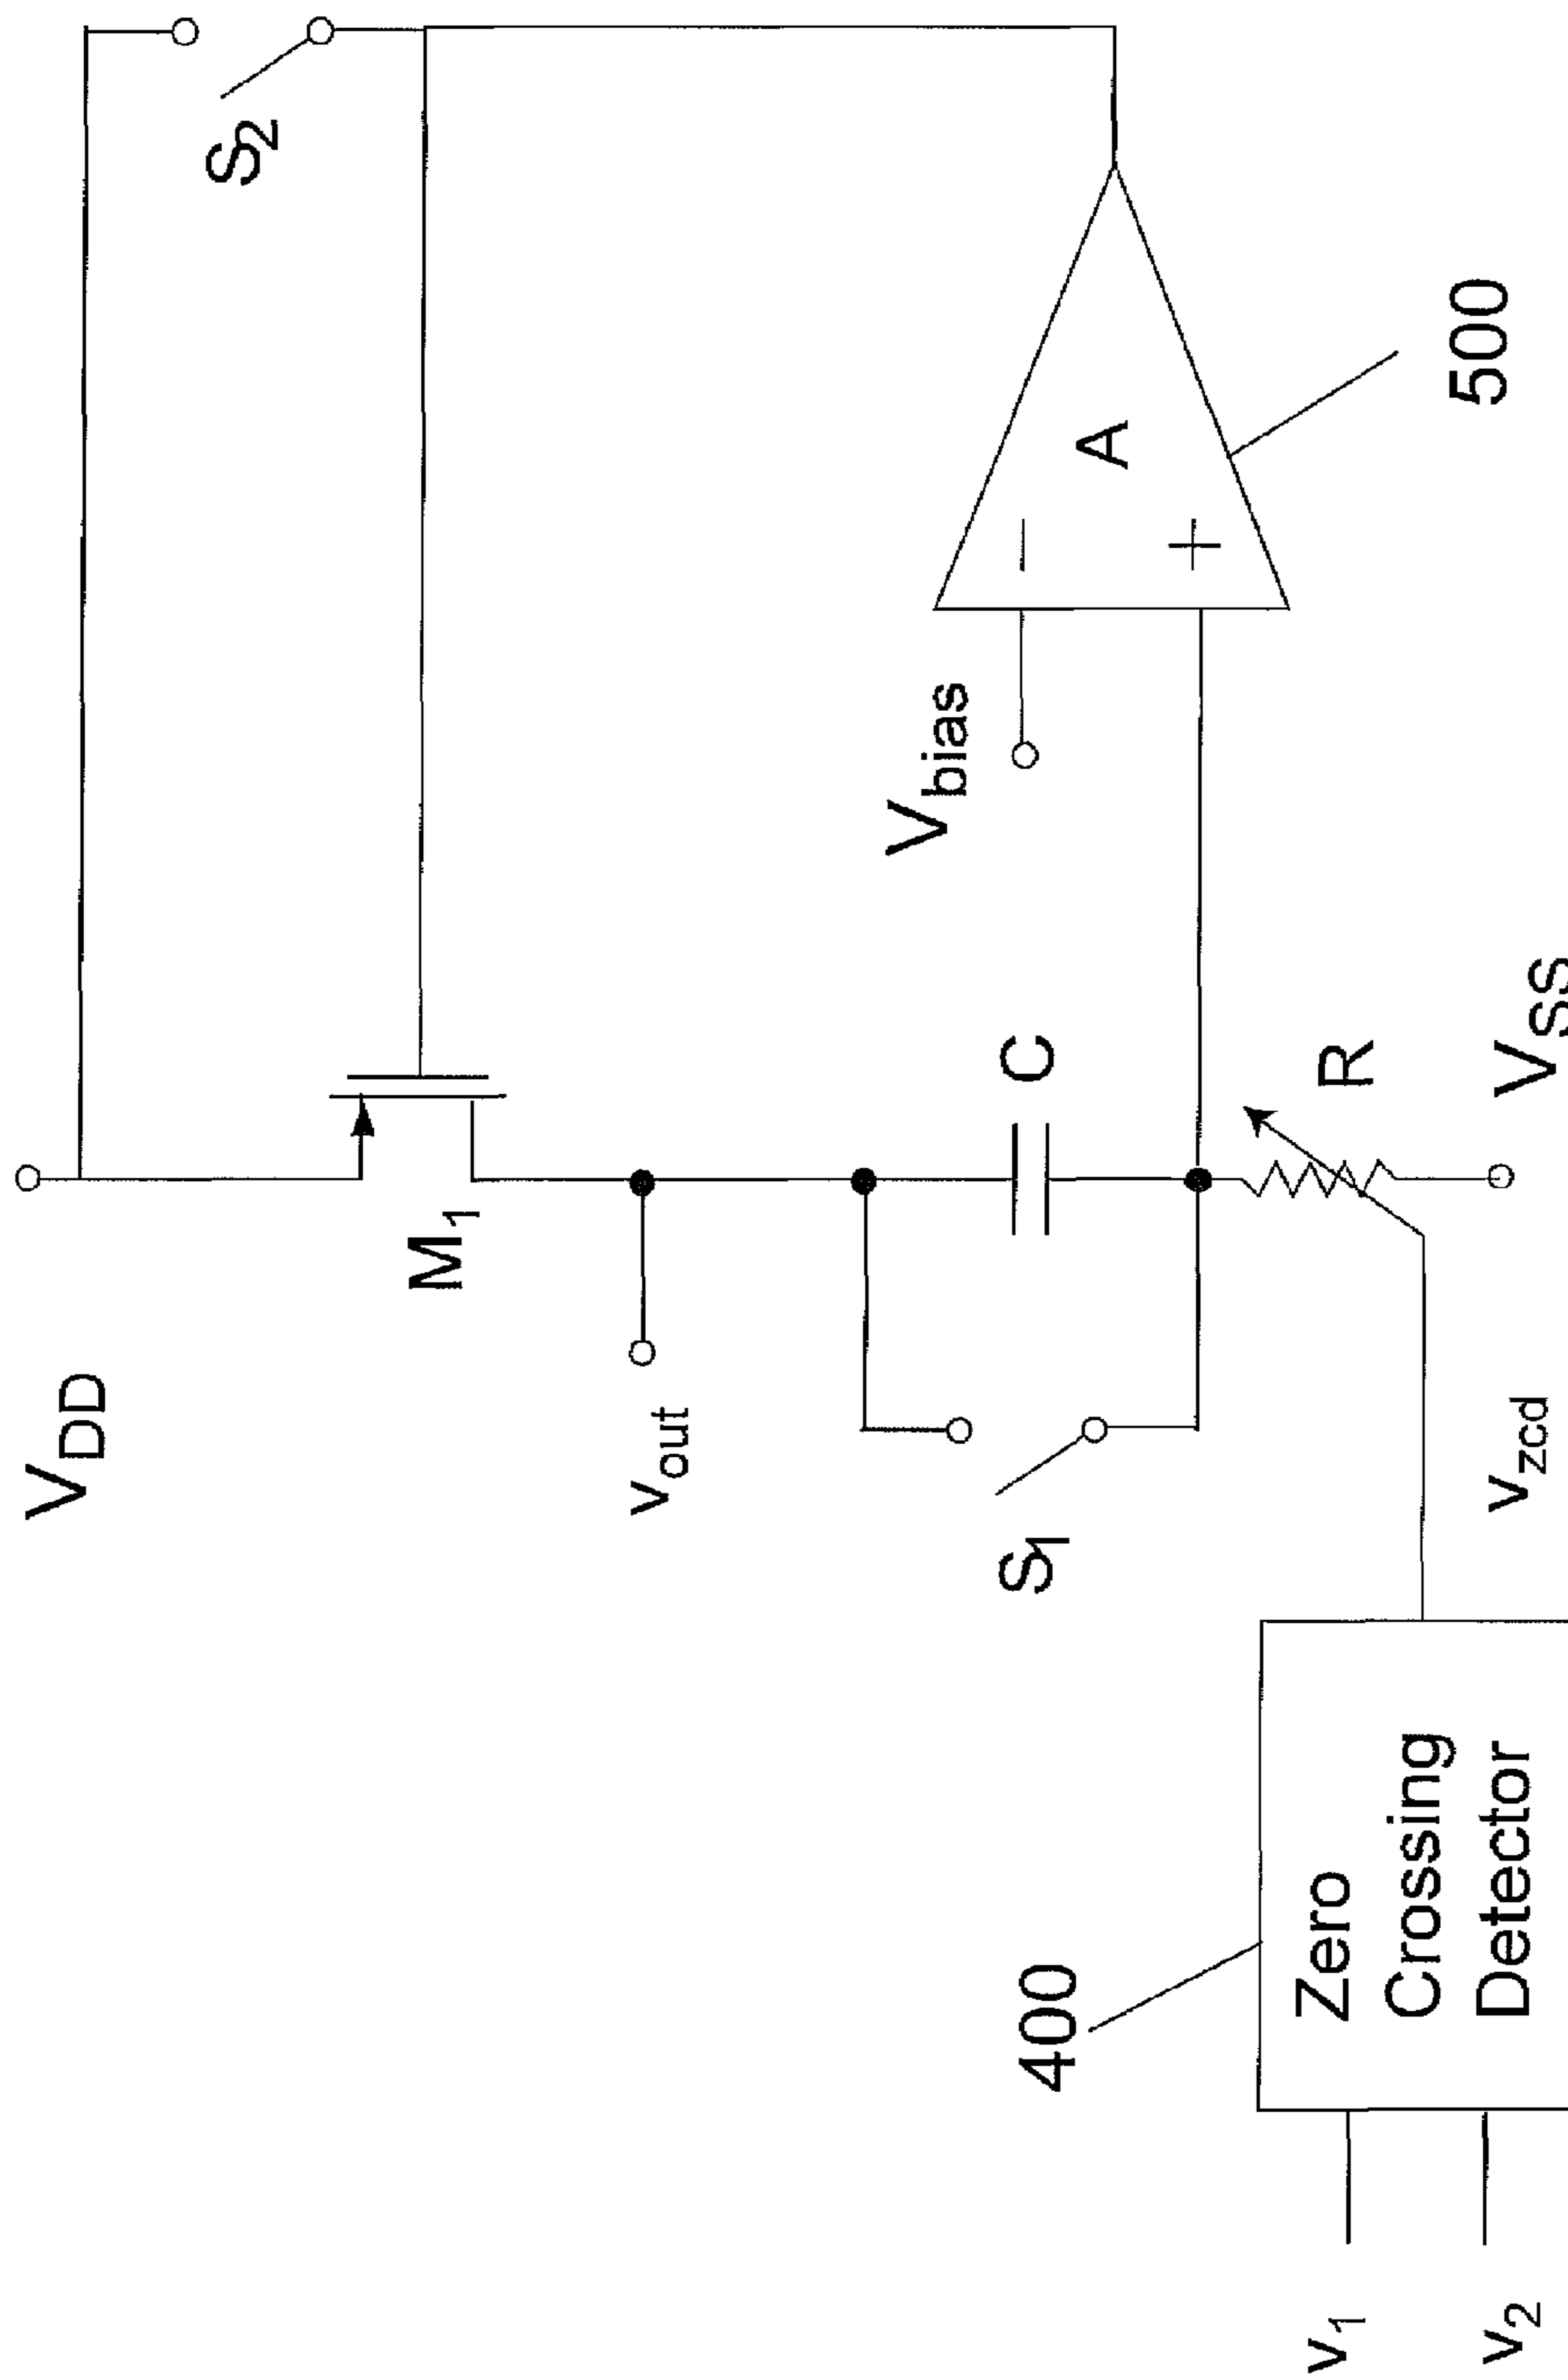 V_DD
S_2
M_1
v_out
V_bias
C
S_1
A
−
+
500
R
V_SS
400
Zero
Crossing
Detector
v_zcd
v_1
v_2